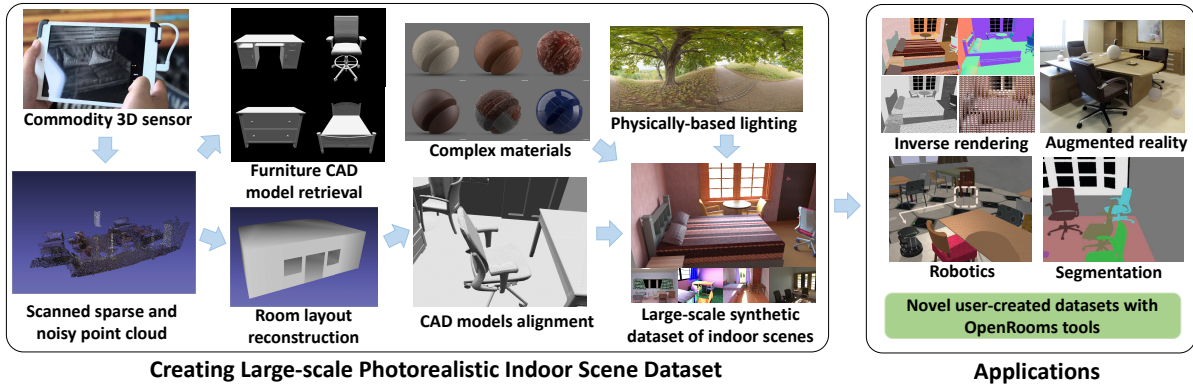 Commodity 3D sensor
Furniture CAD
model retrieval
Complex materials
Physically-based lighting
Scanned sparse and
noisy point cloud
Room layout
reconstruction
CAD models alignment
Large-scale synthetic
dataset of indoor scenes
Creating Large-scale Photorealistic Indoor Scene Dataset
Inverse rendering
Augmented reality
Robotics
Segmentation
Novel user-created datasets with
OpenRooms tools
Applications